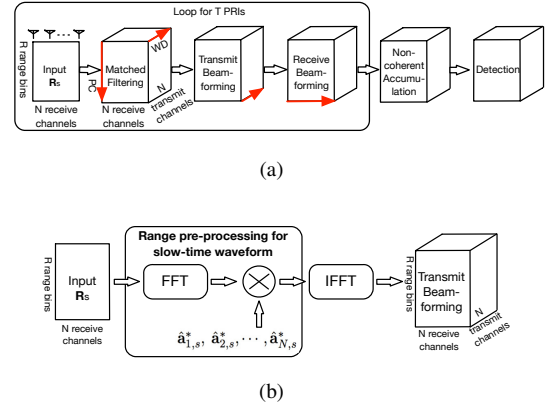 Loop for T PRIs
R range bins
Input
Rs
N receive
channels
PC
Matched
Filtering
WD
N receive
channels
N
transmit
channels
Transmit
Beam-
forming
Receive
Beam-
forming
Non-
coherent
Accumu-
lation
Detection
(a)
Range pre-processing for
slow-time waveform
R range bins
Input
Rs
N receive
channels
FFT
IFFT
â*1,s, â*2,s, ⋯, â*N,s
R range bins
Transmit
Beam-
forming
N receive
channels
N
transmit
channels
(b)